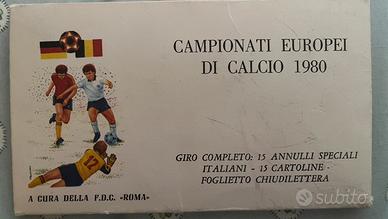 CAMPIONATI EUROPEI
DI CALCIO 1980
12
GIRO COMPLETO: 15 ANNULLI SPECIALI
ITALIANI - 15 CARTOLINE -
FOGLIETTO CHIUDILETTERA
A CURA DELLA F.D.C. «ROMA»
subito